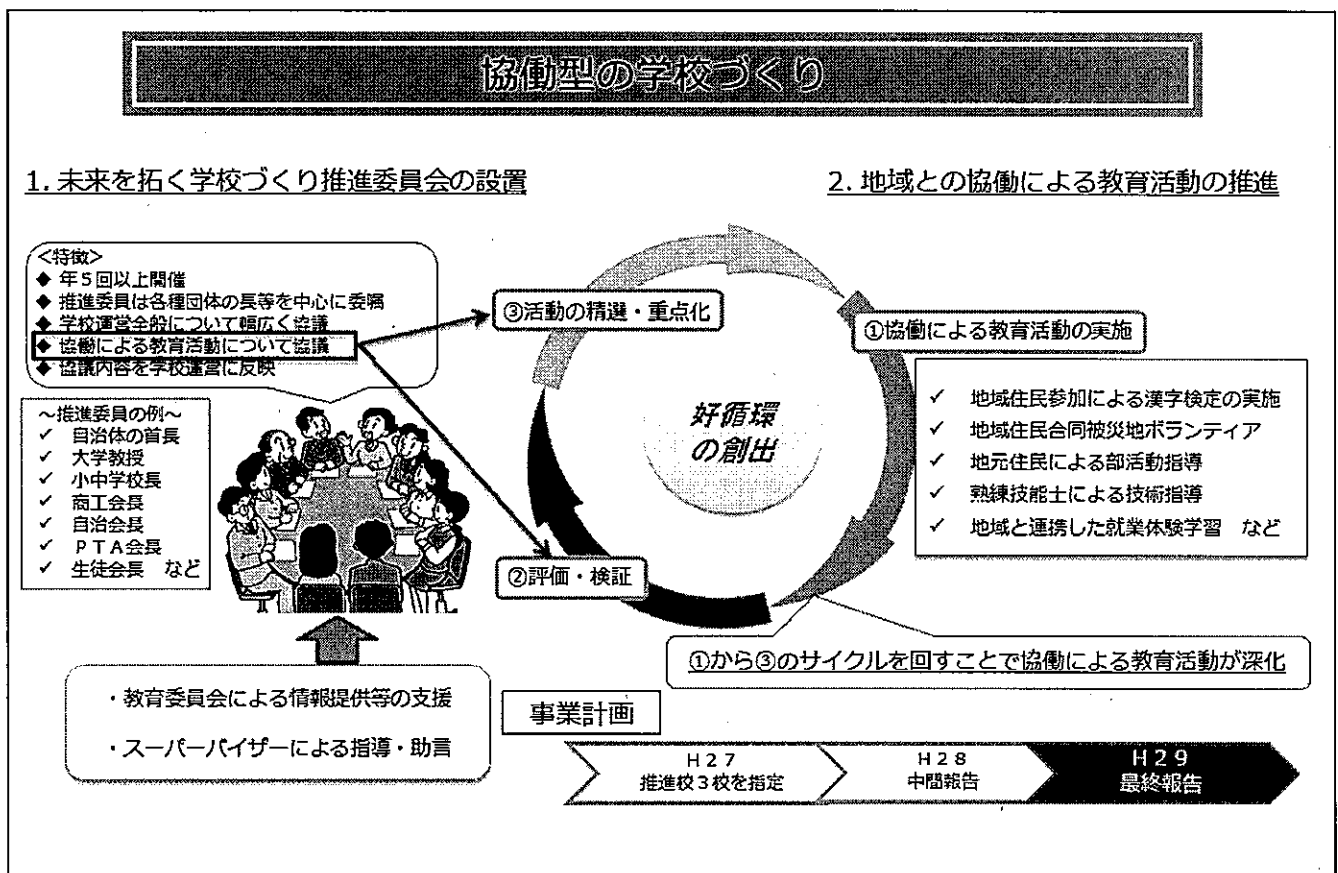 協働型の学校づくり
1. 未来を拓く学校づくり推進委員会の設置
<特徴>
◆ 年５回以上開催
◆ 推進委員は各種団体の長等を中心に委嘱
◆ 学校運営全般について幅広く協議
◆ 協働による教育活動について協議
◆ 協議内容を学校運営に反映
～推進委員の例～
✓ 自治体の首長
✓ 大学教授
✓ 小中学校長
✓ 商工会長
✓ 自治会長
✓ ＰＴＡ会長
✓ 生徒会長　など
・教育委員会による情報提供等の支援
・スーパーバイザーによる指導・助言
2. 地域との協働による教育活動の推進
③活動の精選・重点化
②評価・検証
好循環
の創出
①協働による教育活動の実施
✓ 地域住民参加による漢字検定の実施
✓ 地域住民合同被災地ボランティア
✓ 地元住民による部活動指導
✓ 熟練技能士による技術指導
✓ 地域と連携した就業体験学習　など
①から③のサイクルを回すことで協働による教育活動が深化
事業計画
Ｈ２７
推進校３校を指定
Ｈ２８
中間報告
Ｈ２９
最終報告